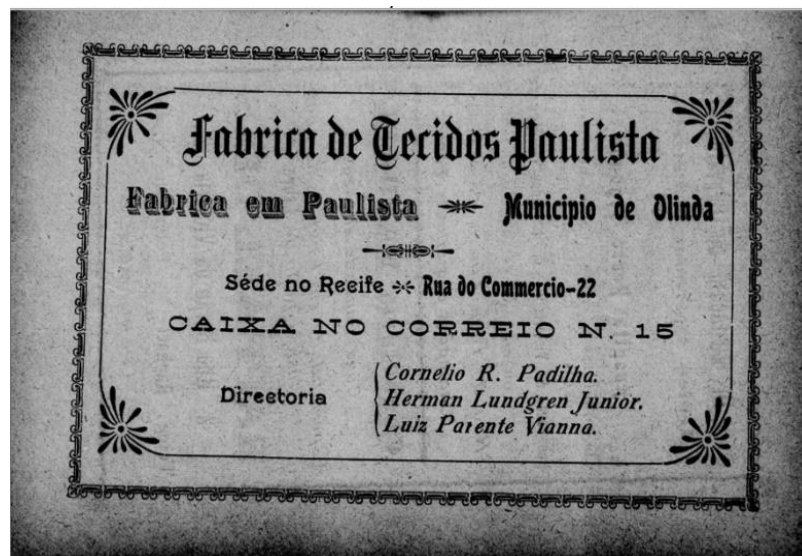 Fabrica de Tecidos Paulista
Fabrica em Paulista Municipio de Olinda
Séde no Recife Rua do Commercio-22
CAIXA NO CORREIO N. 15
Directoria
Cornelio R. Padilha.
Herman Lundgren Junior.
Luiz Parente Vianna.